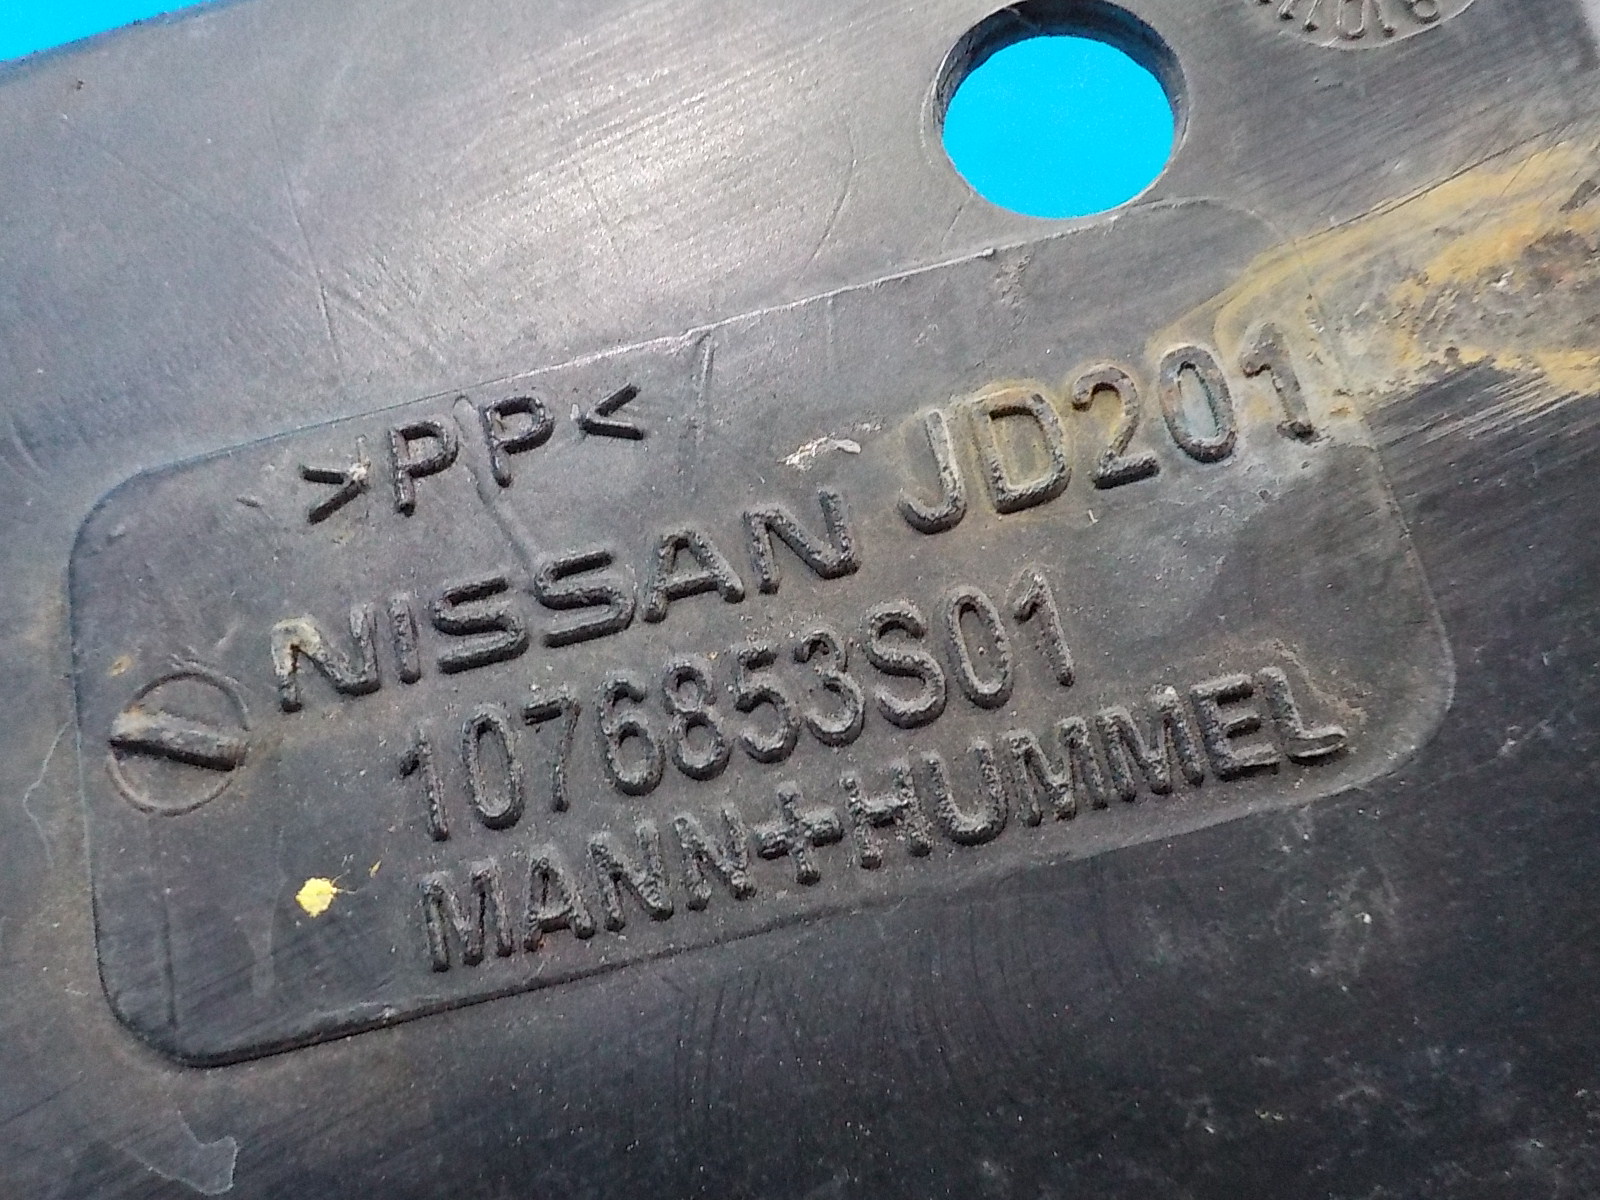 >PP<
NISSAN JD201
1076853S01
MANN+HUMMEL